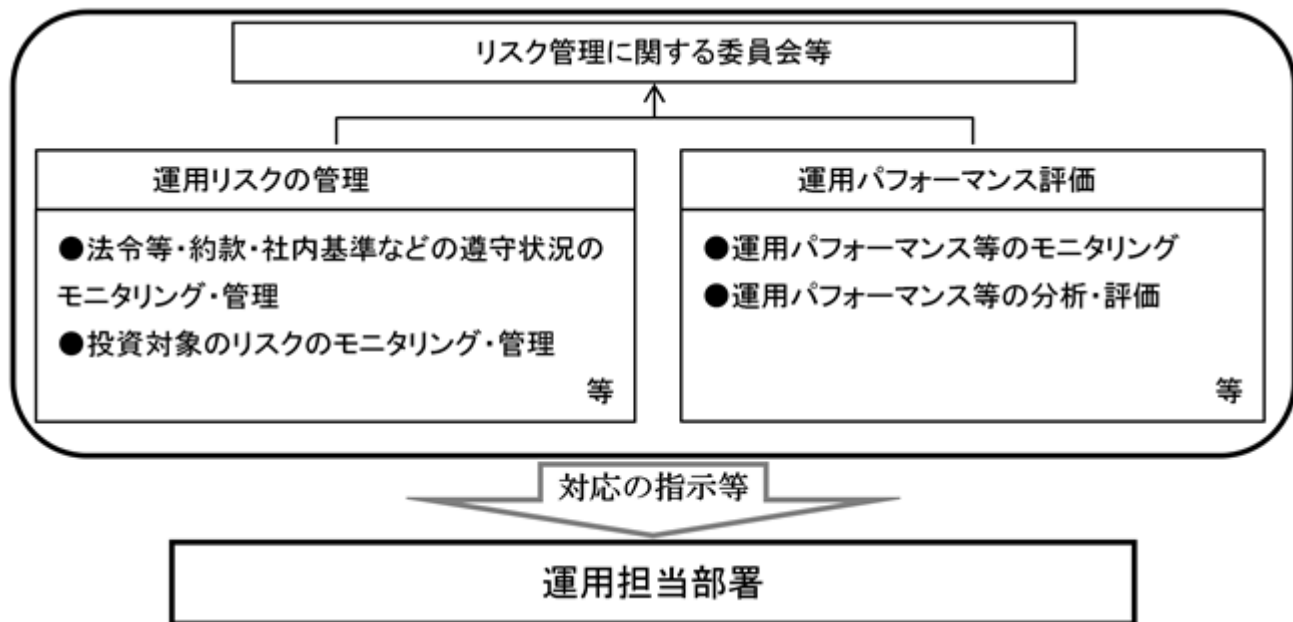 リスク管理に関する委員会等
運用リスクの管理
●法令等・約款・社内基準などの遵守状況の
モニタリング・管理
●投資対象のリスクのモニタリング・管理
等
運用パフォーマンス評価
●運用パフォーマンス等のモニタリング
●運用パフォーマンス等の分析・評価
等
対応の指示等
運用担当部署